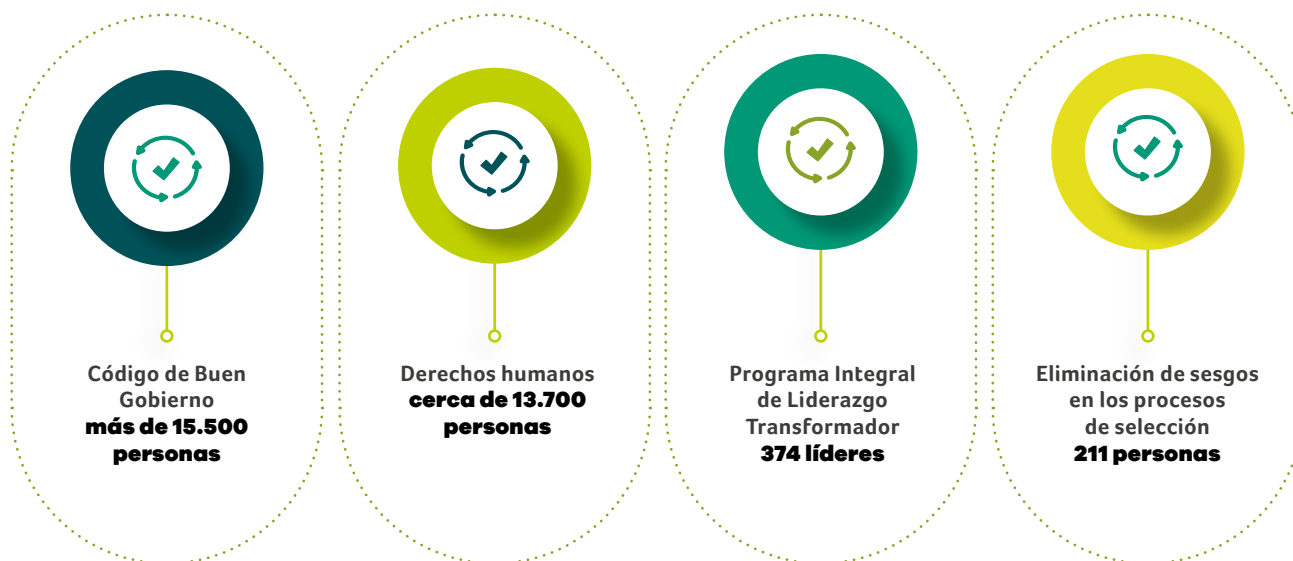 Código de Buen
Gobierno
más de 15.500
personas
Derechos humanos
cerca de 13.700
personas
Programa Integral
de Liderazgo
Transformador
374 líderes
Eliminación de sesgos
en los procesos
de selección
211 personas